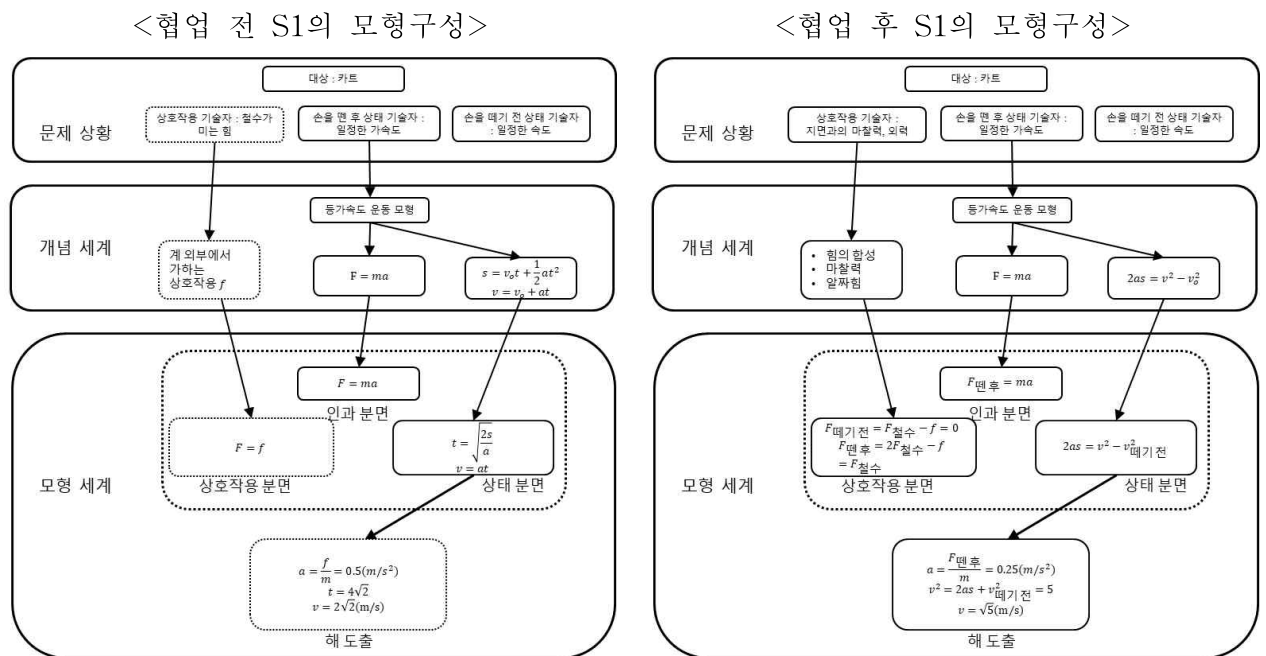 <협업 전 S1의 모형구성>
문제 상황
대상 : 카트
상호작용 기술자 : 철수가
미는 힘
손을 뗀 후 상태 기술자 :
일정한 가속도
손을 떼기 전 상태 기술자
: 일정한 속도
개념 세계
등가속도 운동 모형
계 외부에서
가하는
상호작용 f
F = ma
s = v₀t + 1/2 at²
v = v₀ + at
모형 세계
F = ma
인과 분면
F = f
상호작용 분면
t = √(2s/a)
v = at
상태 분면
a = f/m = 0.5(m/s²)
t = 4√2
v = 2√2(m/s)
해 도출
<협업 후 S1의 모형구성>
문제 상황
대상 : 카트
상호작용 기술자 :
지면과의 마찰력, 외력
손을 뗀 후 상태 기술자 :
일정한 가속도
손을 떼기 전 상태 기술자
: 일정한 속도
개념 세계
등가속도 운동 모형
• 힘의 합성
• 마찰력
• 알짜힘
F = ma
2as = v² − v₀²
모형 세계
F뗀후 = ma
인과 분면
F떼기전 = F철수 − f = 0
F뗀후 = 2F철수 − f
= F철수
상호작용 분면
2as = v² − v²떼기전
상태 분면
a = F뗀후/m = 0.25(m/s²)
v² = 2as + v²떼기전 = 5
v = √5(m/s)
해 도출